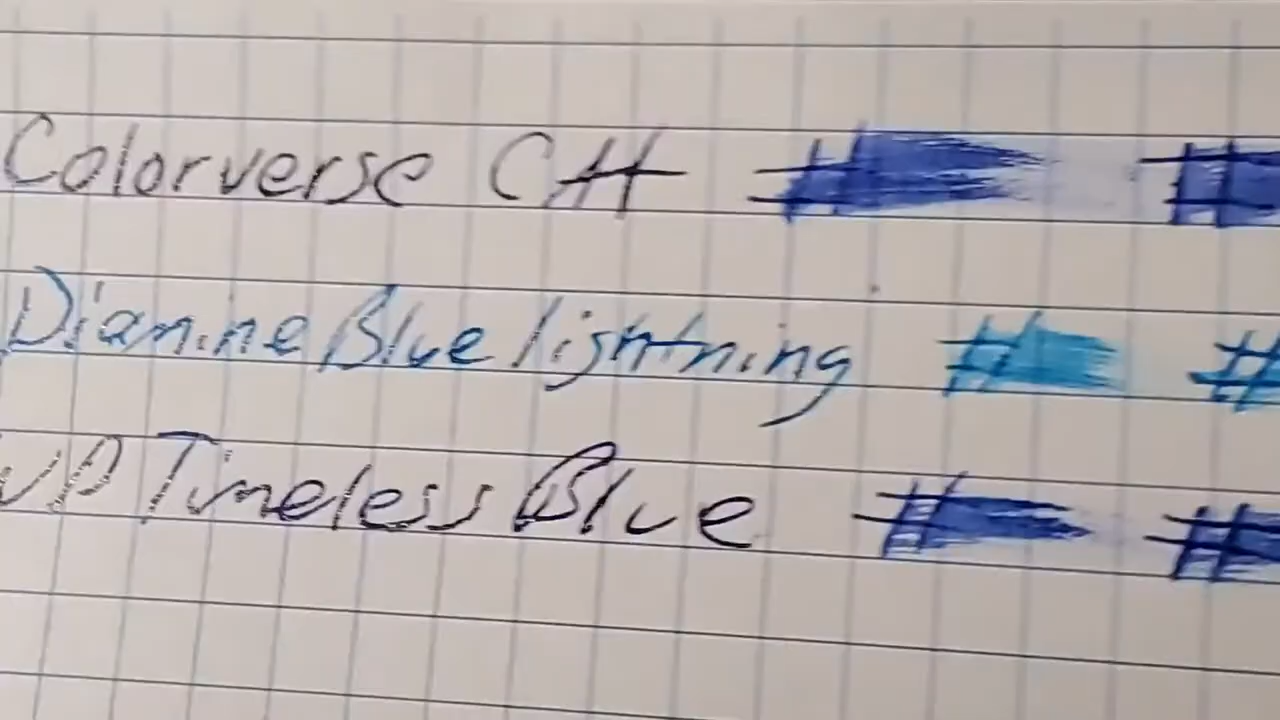 Colorverse CH # #
Diamine Blue lightning # #
Timeless Blue # #